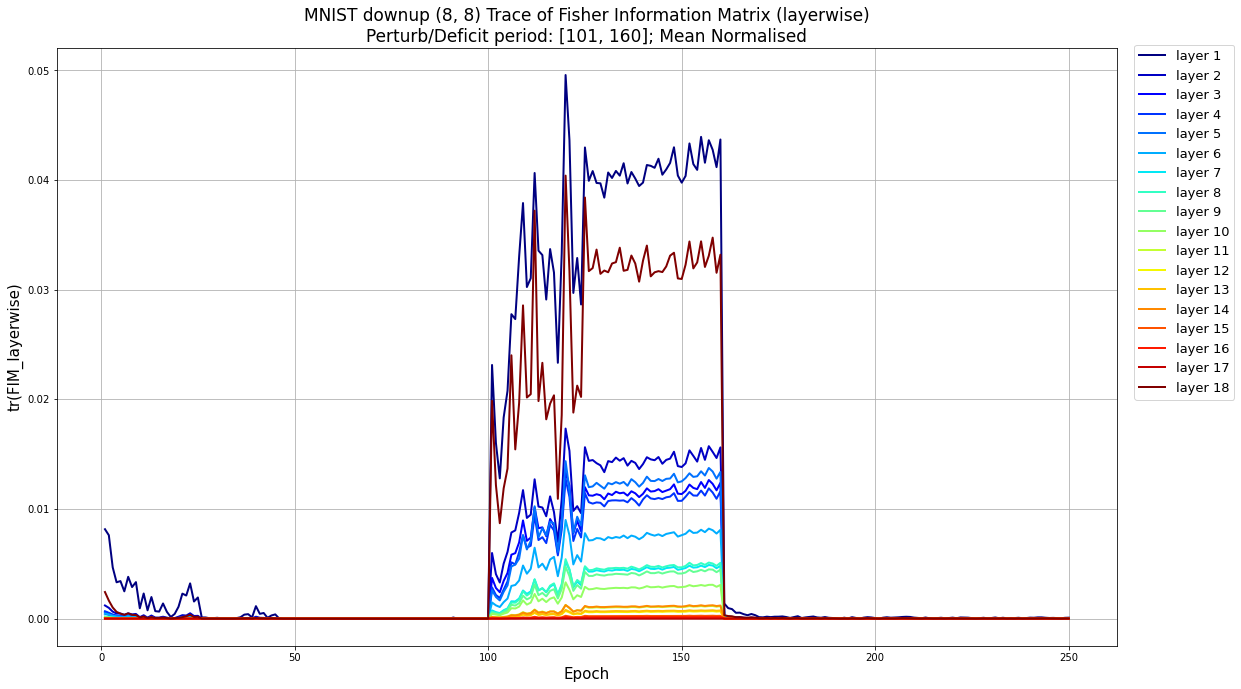 MNIST downup (8, 8) Trace of Fisher Information Matrix (layerwise)
Perturb/Deficit period: [101, 160]; Mean Normalised
tr(FIM_layerwise)
0.05
0.04
0.03
0.02
0.01
0.00
0
50
100
150
200
250
Epoch
layer 1
layer 2
layer 3
layer 4
layer 5
layer 6
layer 7
layer 8
layer 9
layer 10
layer 11
layer 12
layer 13
layer 14
layer 15
layer 16
layer 17
layer 18